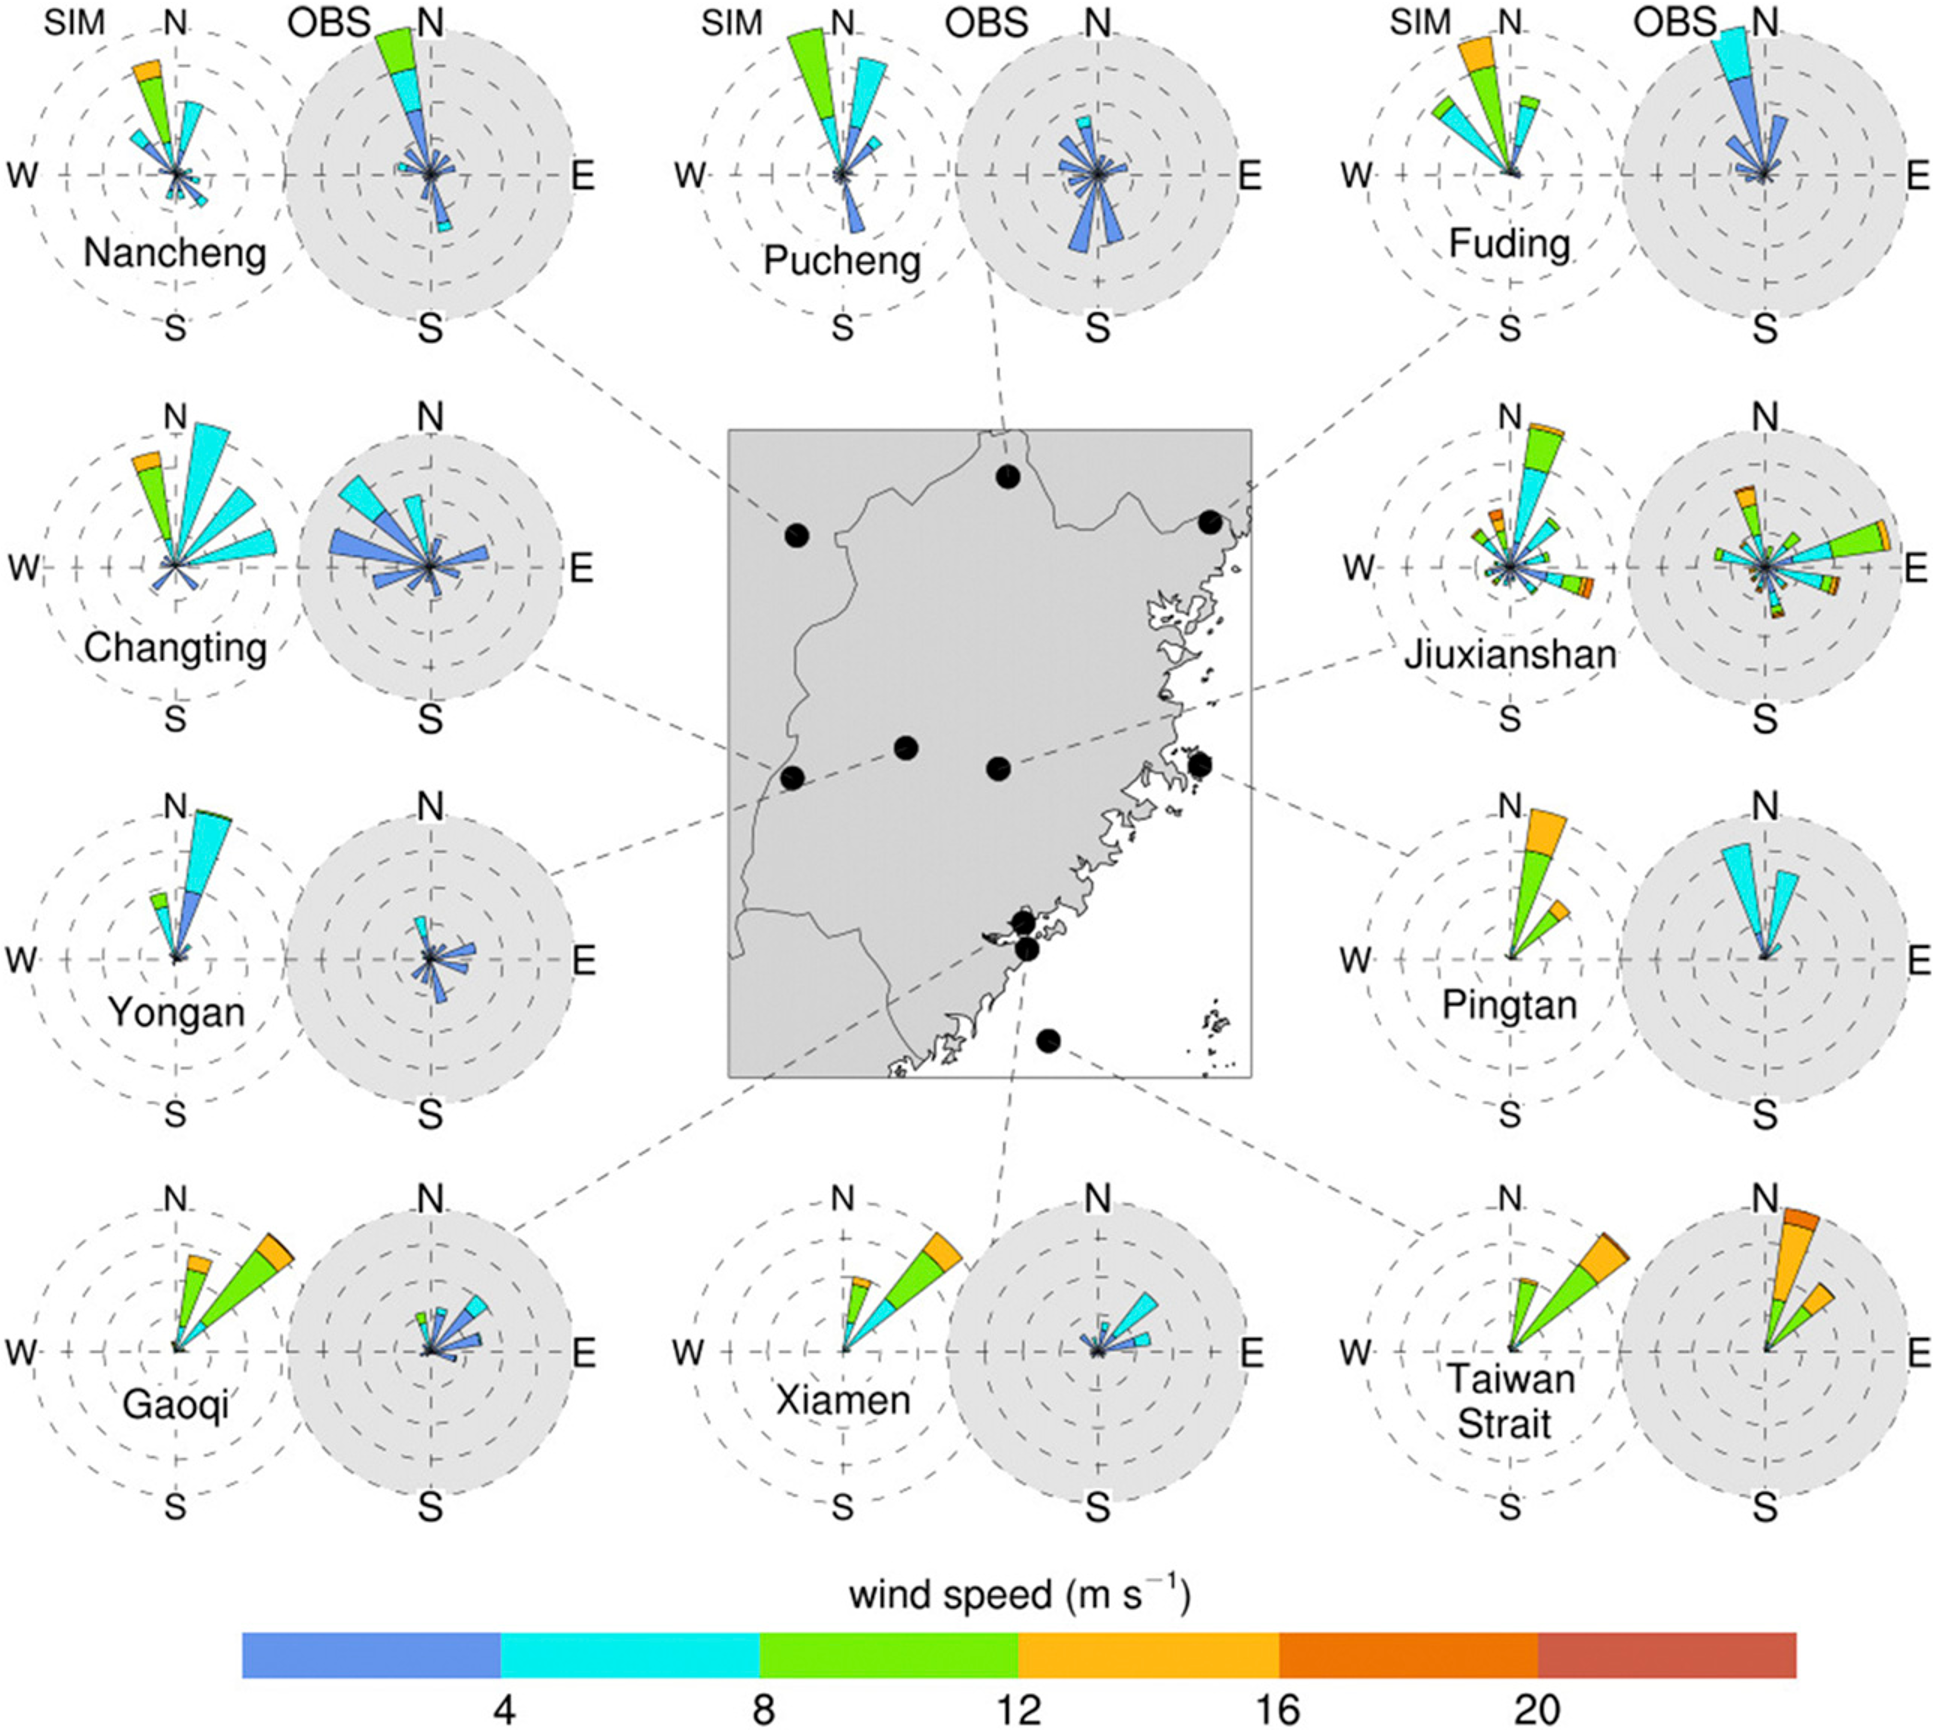 SIM N OBS N SIM N OBS N SIM N OBS N
W E W E W E
Nancheng Pucheng Fuding
S S S S S S
N N N N
W E W E
Changting Jiuxianshan
S S S S
N N N N
W E W E
Yongan Pingtan
S S S S
N N N N N N
W E W E W E
Gaoqi Xiamen Taiwan
Strait
S S S S S S
wind speed (m s⁻¹)
4 8 12 16 20